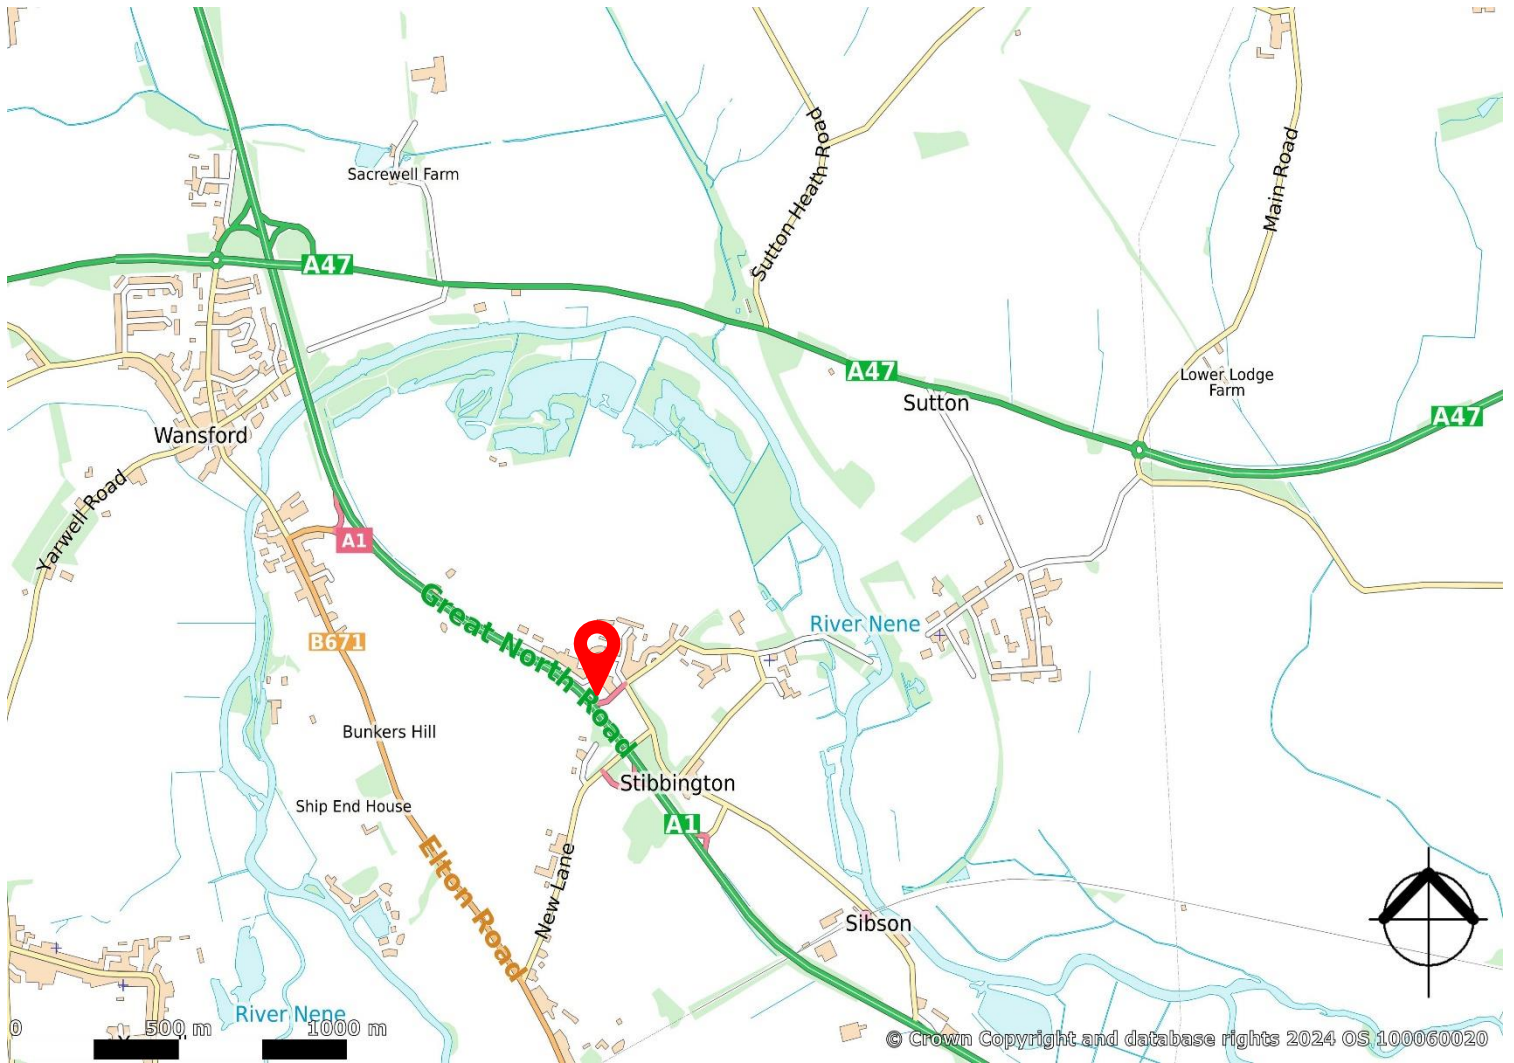 Sacrewell Farm
Sutton Heath Road
Main Road
A47
A47
Lower Lodge
Farm
Sutton
A47
Wansford
Yarwell Road
A1
Great North Road
River Nene
B671
Bunkers Hill
Stibbington
Ship End House
A1
Elton Road
New Lane
Sibson
River Nene
0 500 m 1000 m
© Crown Copyright and database rights 2024 OS 100060020